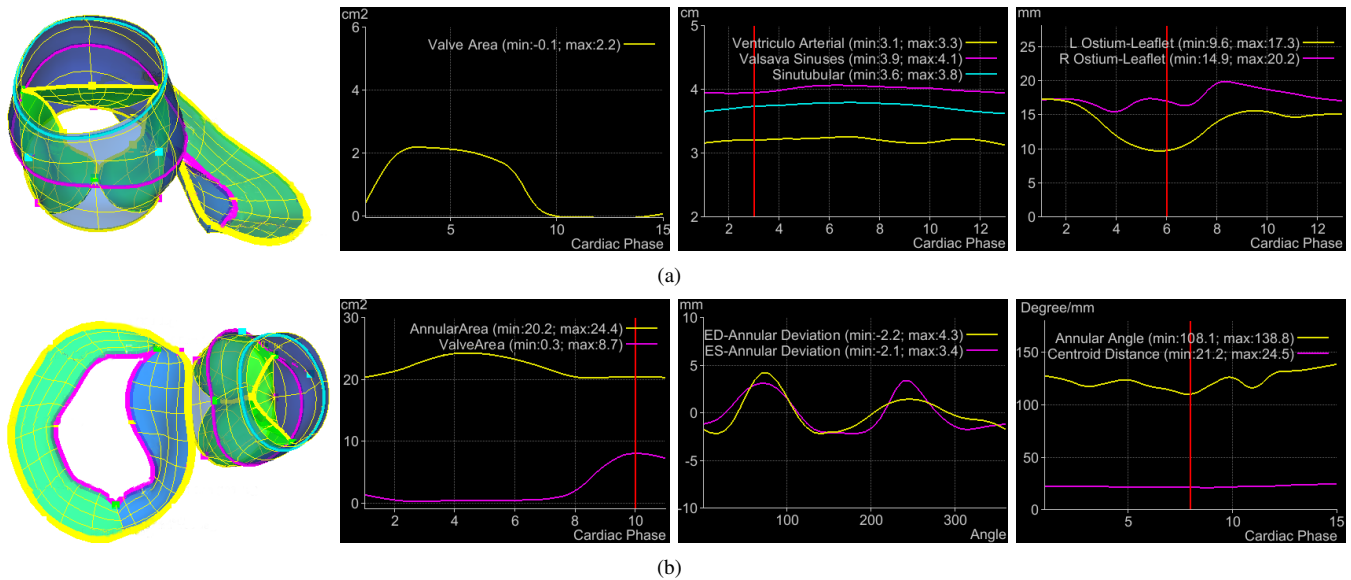 cm2
6
Valve Area (min:-0.1; max:2.2)
4
2
0
5
10
15
Cardiac Phase
cm
5
Ventriculo Arterial (min:3.1; max:3.3)
Valsava Sinuses (min:3.9; max:4.1)
Sinutubular (min:3.6; max:3.8)
4
3
2
2 4 6 8 10 12
Cardiac Phase
mm
L Ostium-Leaflet (min:9.6; max:17.3)
R Ostium-Leaflet (min:14.9; max:20.2)
25
20
15
10
5
0
2 4 6 8 10 12
Cardiac Phase
(a)
cm2
30
AnnularArea (min:20.2; max:24.4)
ValveArea (min:0.3; max:8.7)
20
10
0
2 4 6 8 10
Cardiac Phase
mm
10
ED-Annular Deviation (min:-2.2; max:4.3)
ES-Annular Deviation (min:-2.1; max:3.4)
5
0
-5
-10
100 200 300
Angle
Degree/mm
Annular Angle (min:108.1; max:138.8)
Centroid Distance (min:21.2; max:24.5)
150
100
50
0
5 10 15
Cardiac Phase
(b)